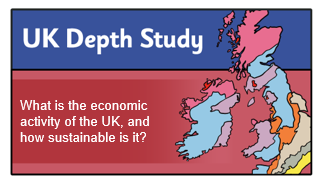 UK Depth Study
What is the economic
activity of the UK, and
how sustainable is it?